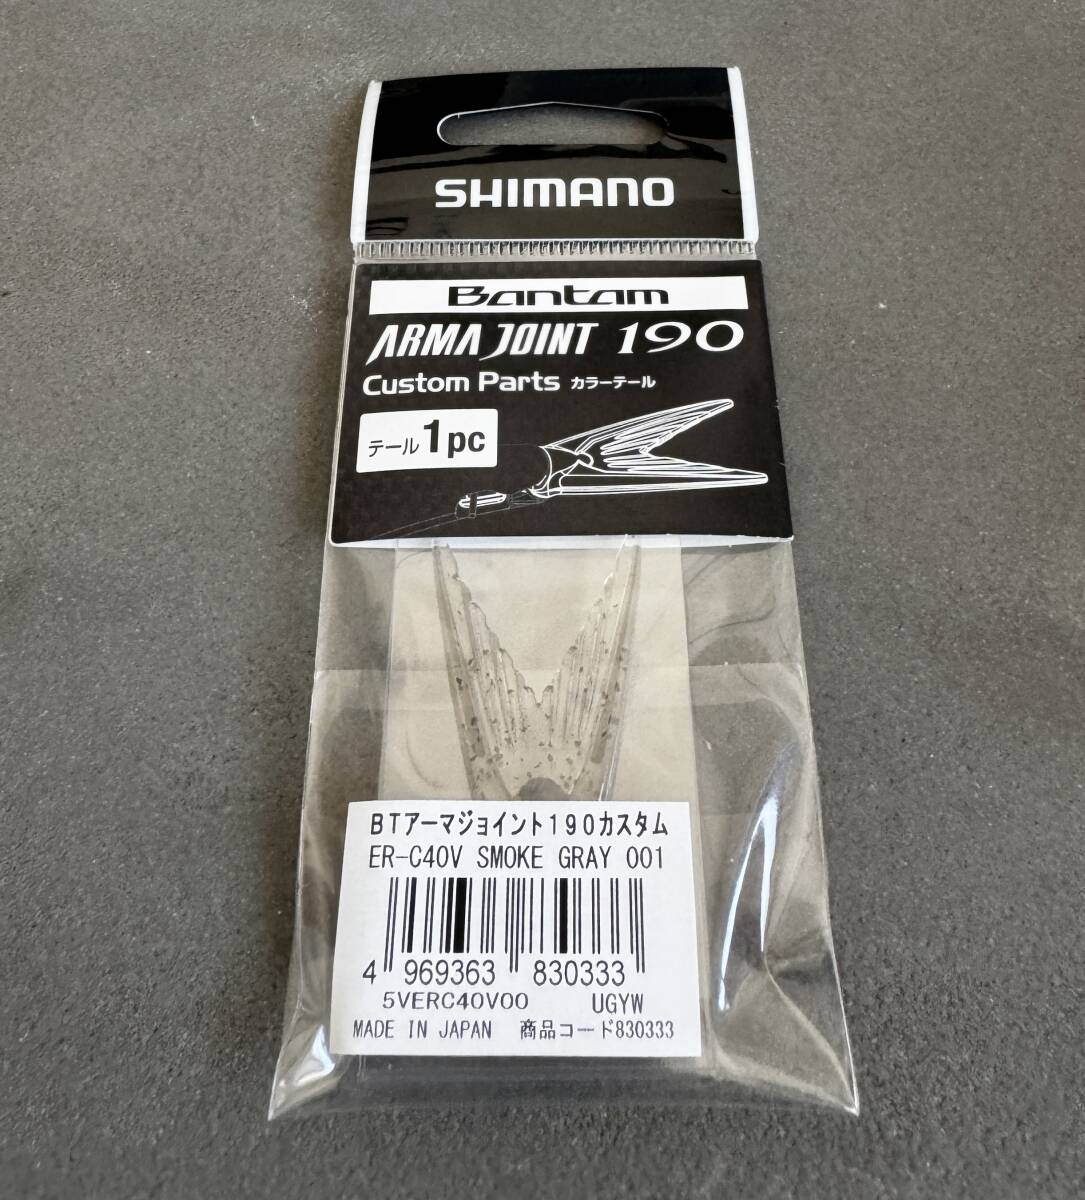 SHIMANO
Bantam
ARMA JOINT 190
Custom Parts カラーテール
テール1pc
BTアーマジョイント190カスタム
ER-C40V SMOKE GRAY 001
4 969363 830333
5VERC40V00 UGYW
MADE IN JAPAN 商品コード830333